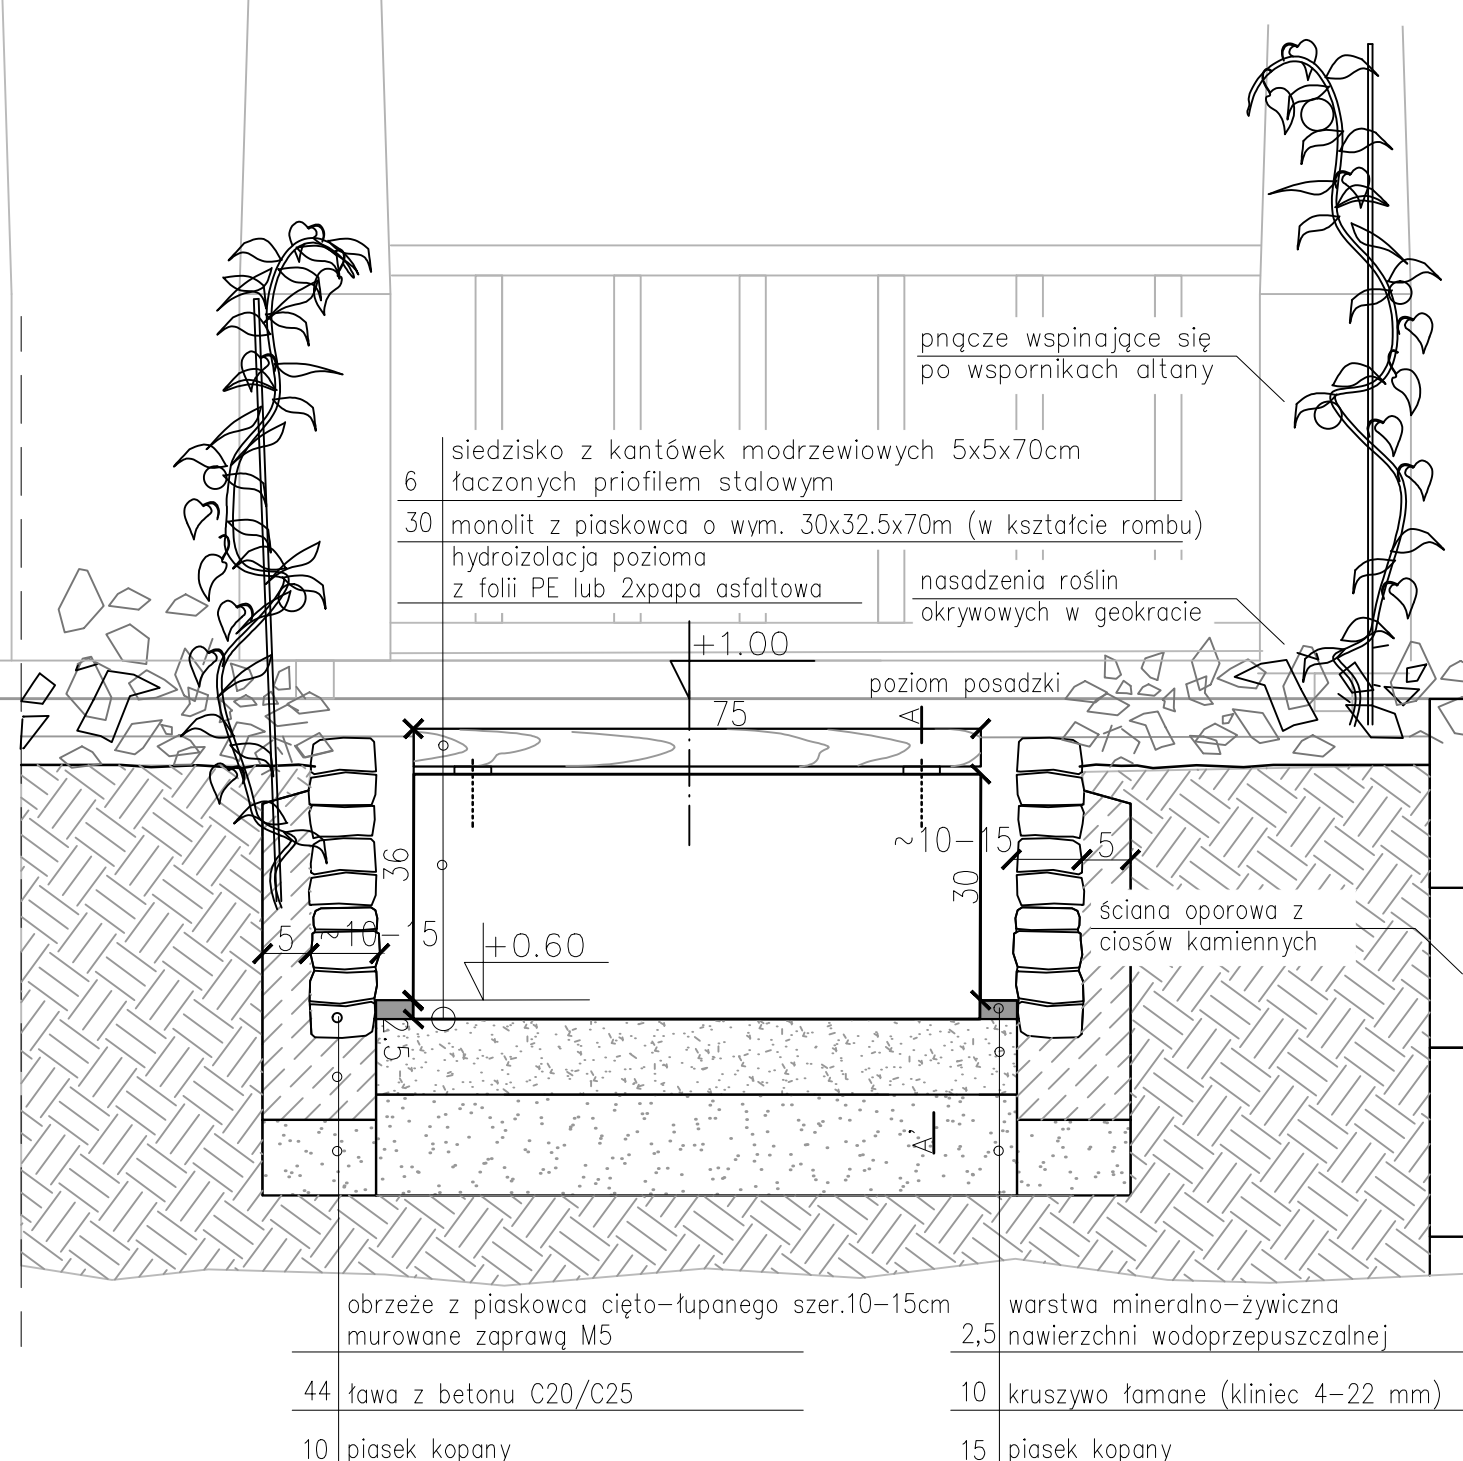 pnącze wspinające się
po wspornikach altany
siedzisko z kantówek modrzewiowych 5x5x70cm
6 łaczonych priofilem stalowym
30 monolit z piaskowca o wym. 30x32.5x70m (w kształcie rombu)
hydroizolacja pozioma
z folii PE lub 2xpapa asfaltowa
nasadzenia roślin
okrywowych w geokracie
+1.00
poziom posadzki
75
A
~10-15
5
36
30
ściana oporowa z
ciosów kamiennych
5
~10-15
+0.60
2.5
A'
obrzeże z piaskowca cięto-łupanego szer.10-15cm
murowane zaprawą M5
44 ława z betonu C20/C25
10 piasek kopany
warstwa mineralno-żywiczna
2,5 nawierzchni wodoprzepuszczalnej
10 kruszywo łamane (kliniec 4-22 mm)
15 piasek kopany